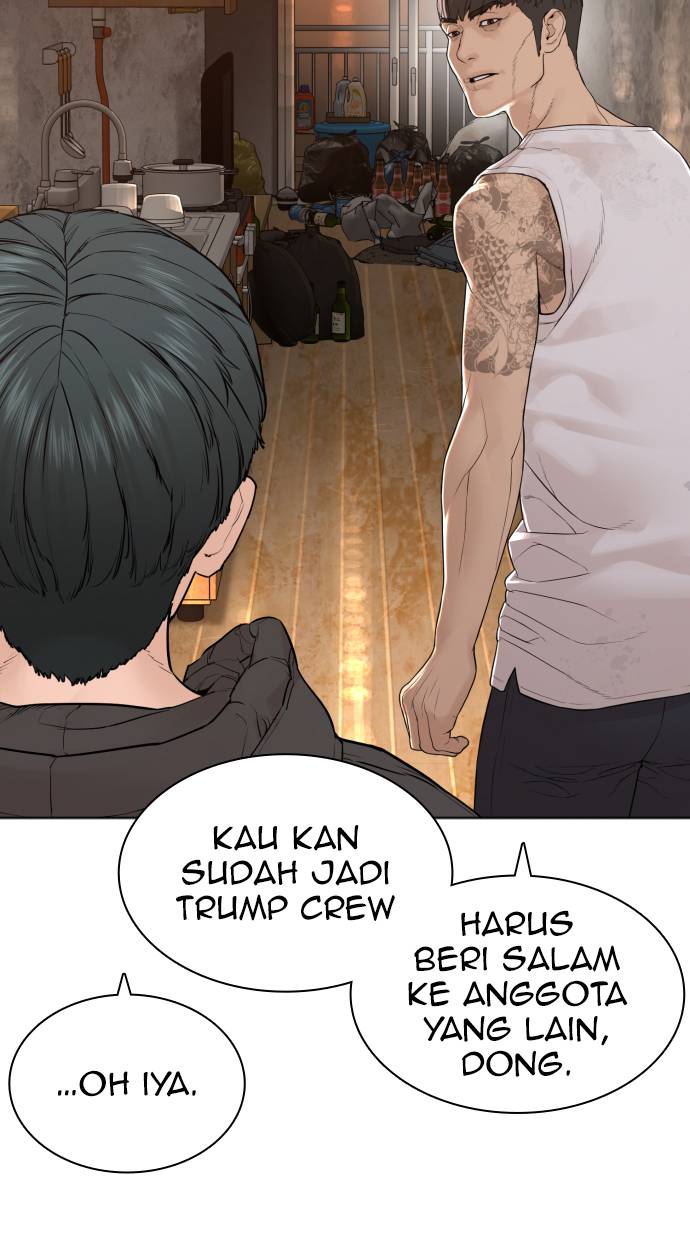 KAU KAN
SUDAH JADI
TRUMP CREW
HARUS
BERI SALAM
KE ANGGOTA
YANG LAIN,
DONG.
...OH IYA.